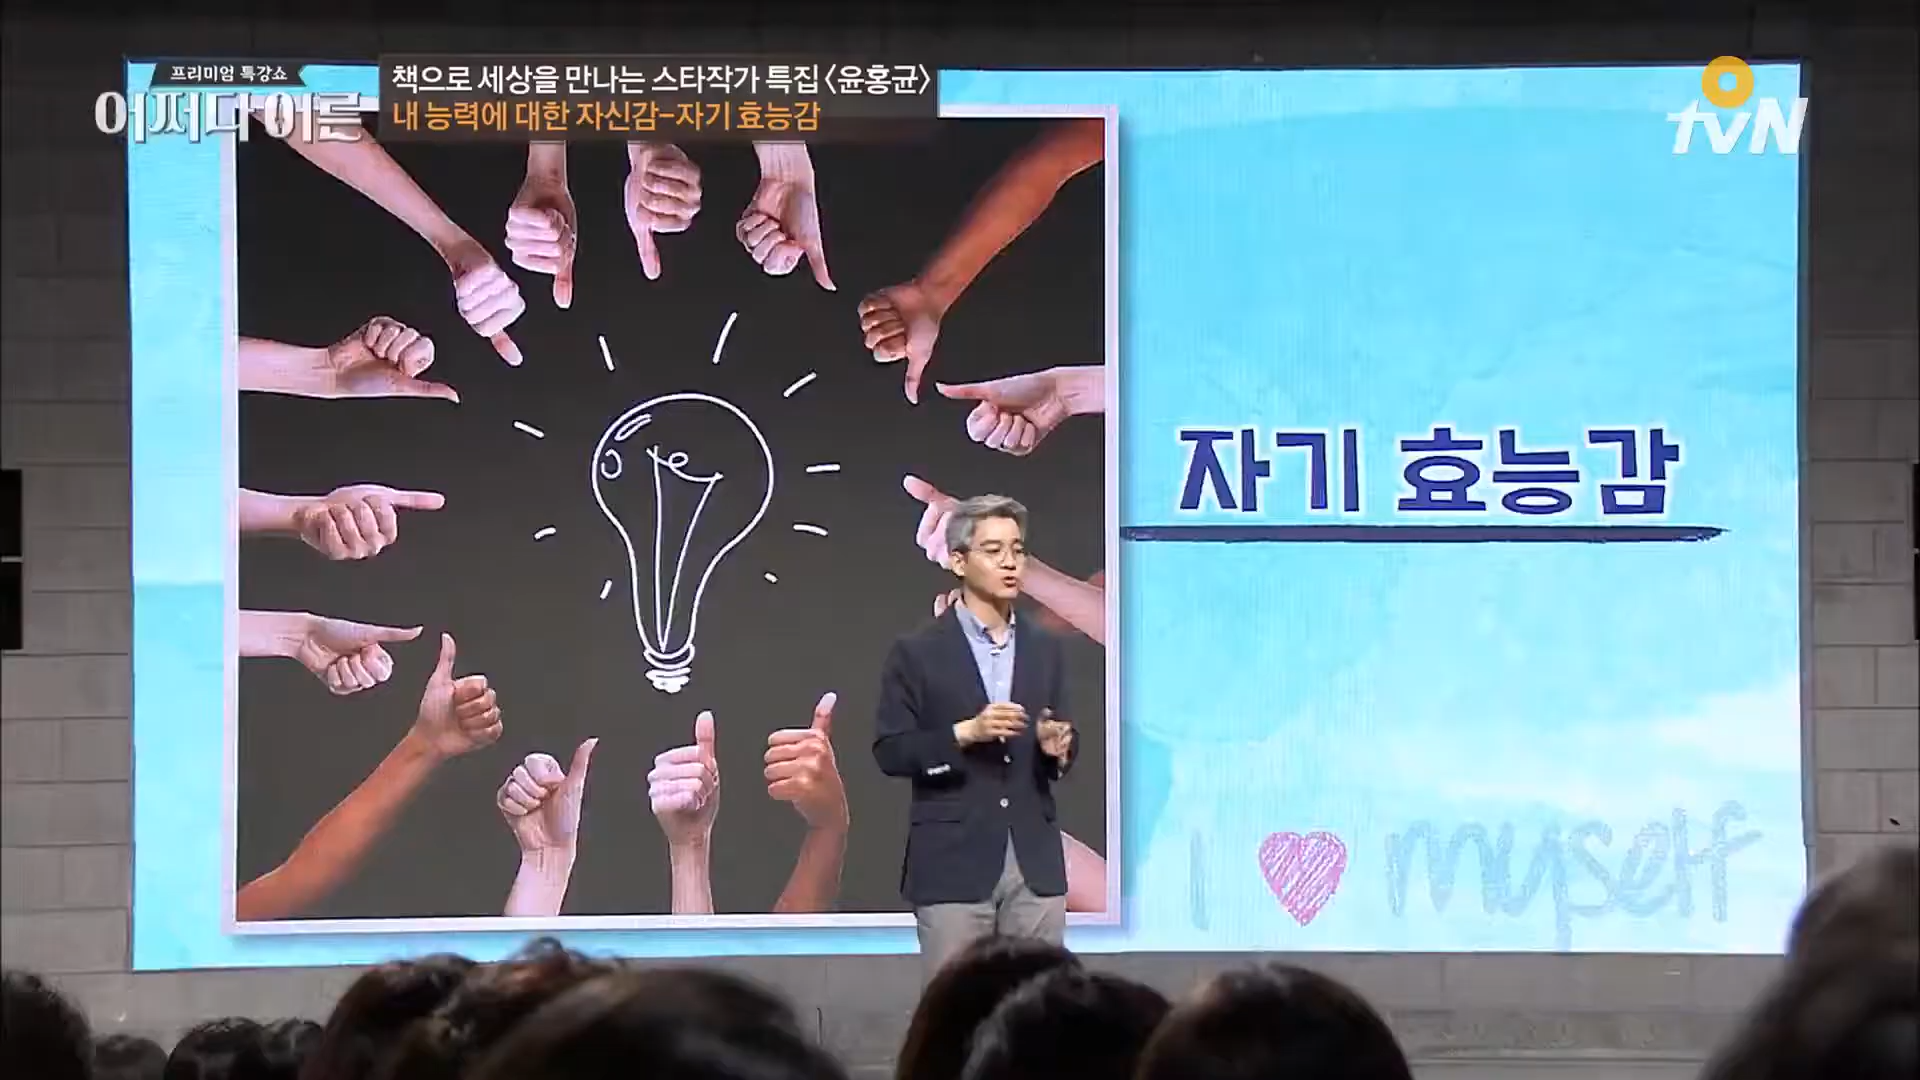 프리미엄 특강쇼
어쩌다 어른
책으로 세상을 만나는 스타작가 특집〈윤홍균〉
내 능력에 대한 자신감-자기 효능감
tvN
자기 효능감
I myself